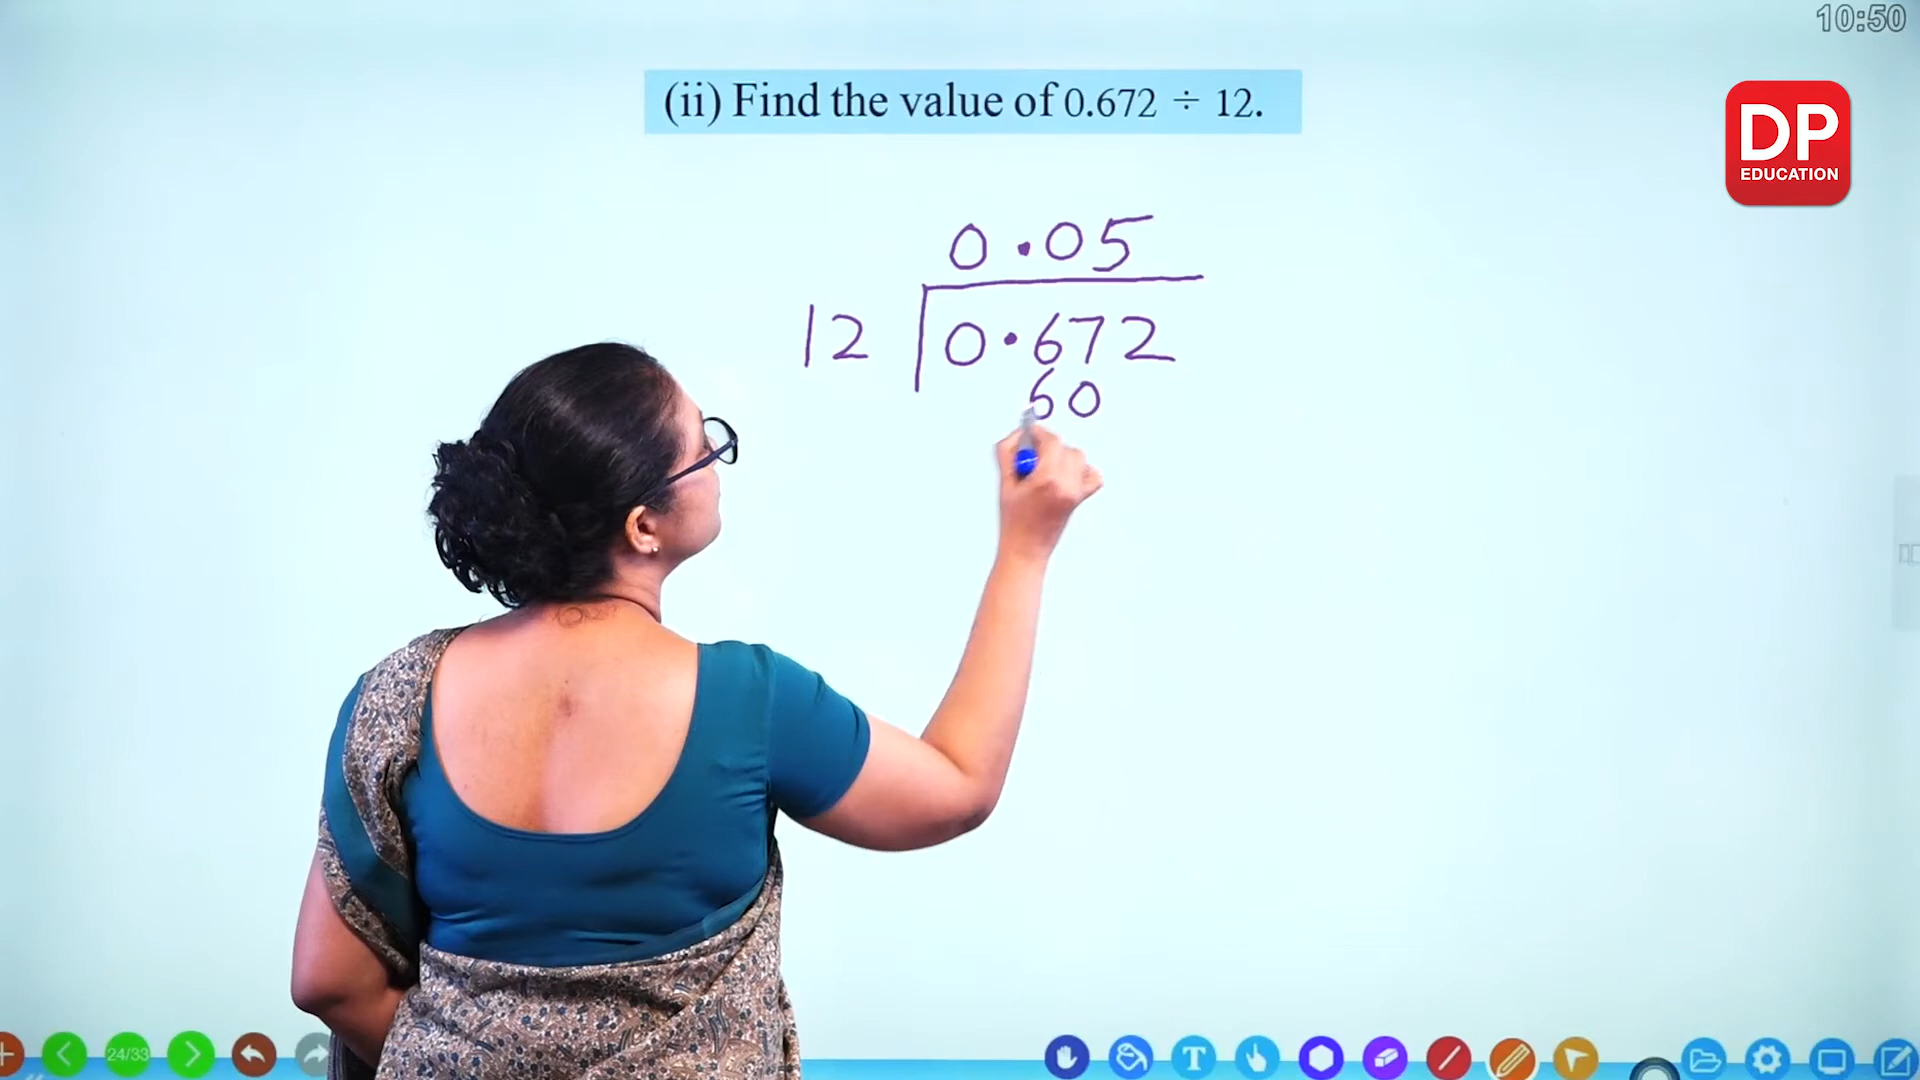 10:50
(ii) Find the value of 0.672 ÷ 12.
DP
EDUCATION
0.05
12 0.672
60
24/33
T